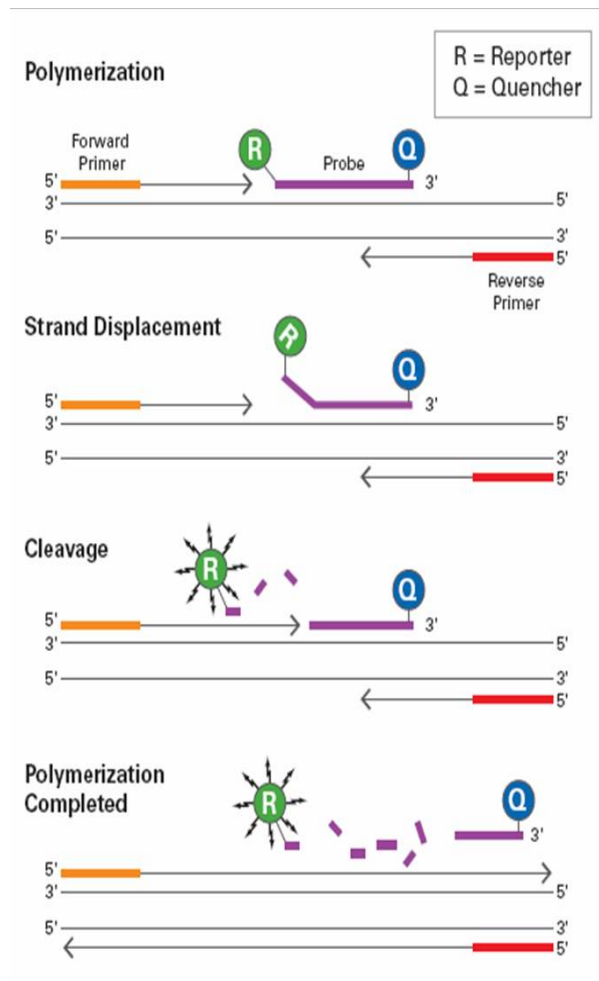 R = Reporter
Q = Quencher
Polymerization
Forward
Primer
R
Probe
Q
5'
3'
3'
5'
5'
3'
5'
Reverse
Primer
Strand Displacement
R
Q
5'
3'
3'
5'
5'
3'
5'
Cleavage
R
Q
5'
3'
3'
5'
5'
3'
5'
Polymerization
Completed
R
Q
3'
5'
3'
5'
5'
3'
5'